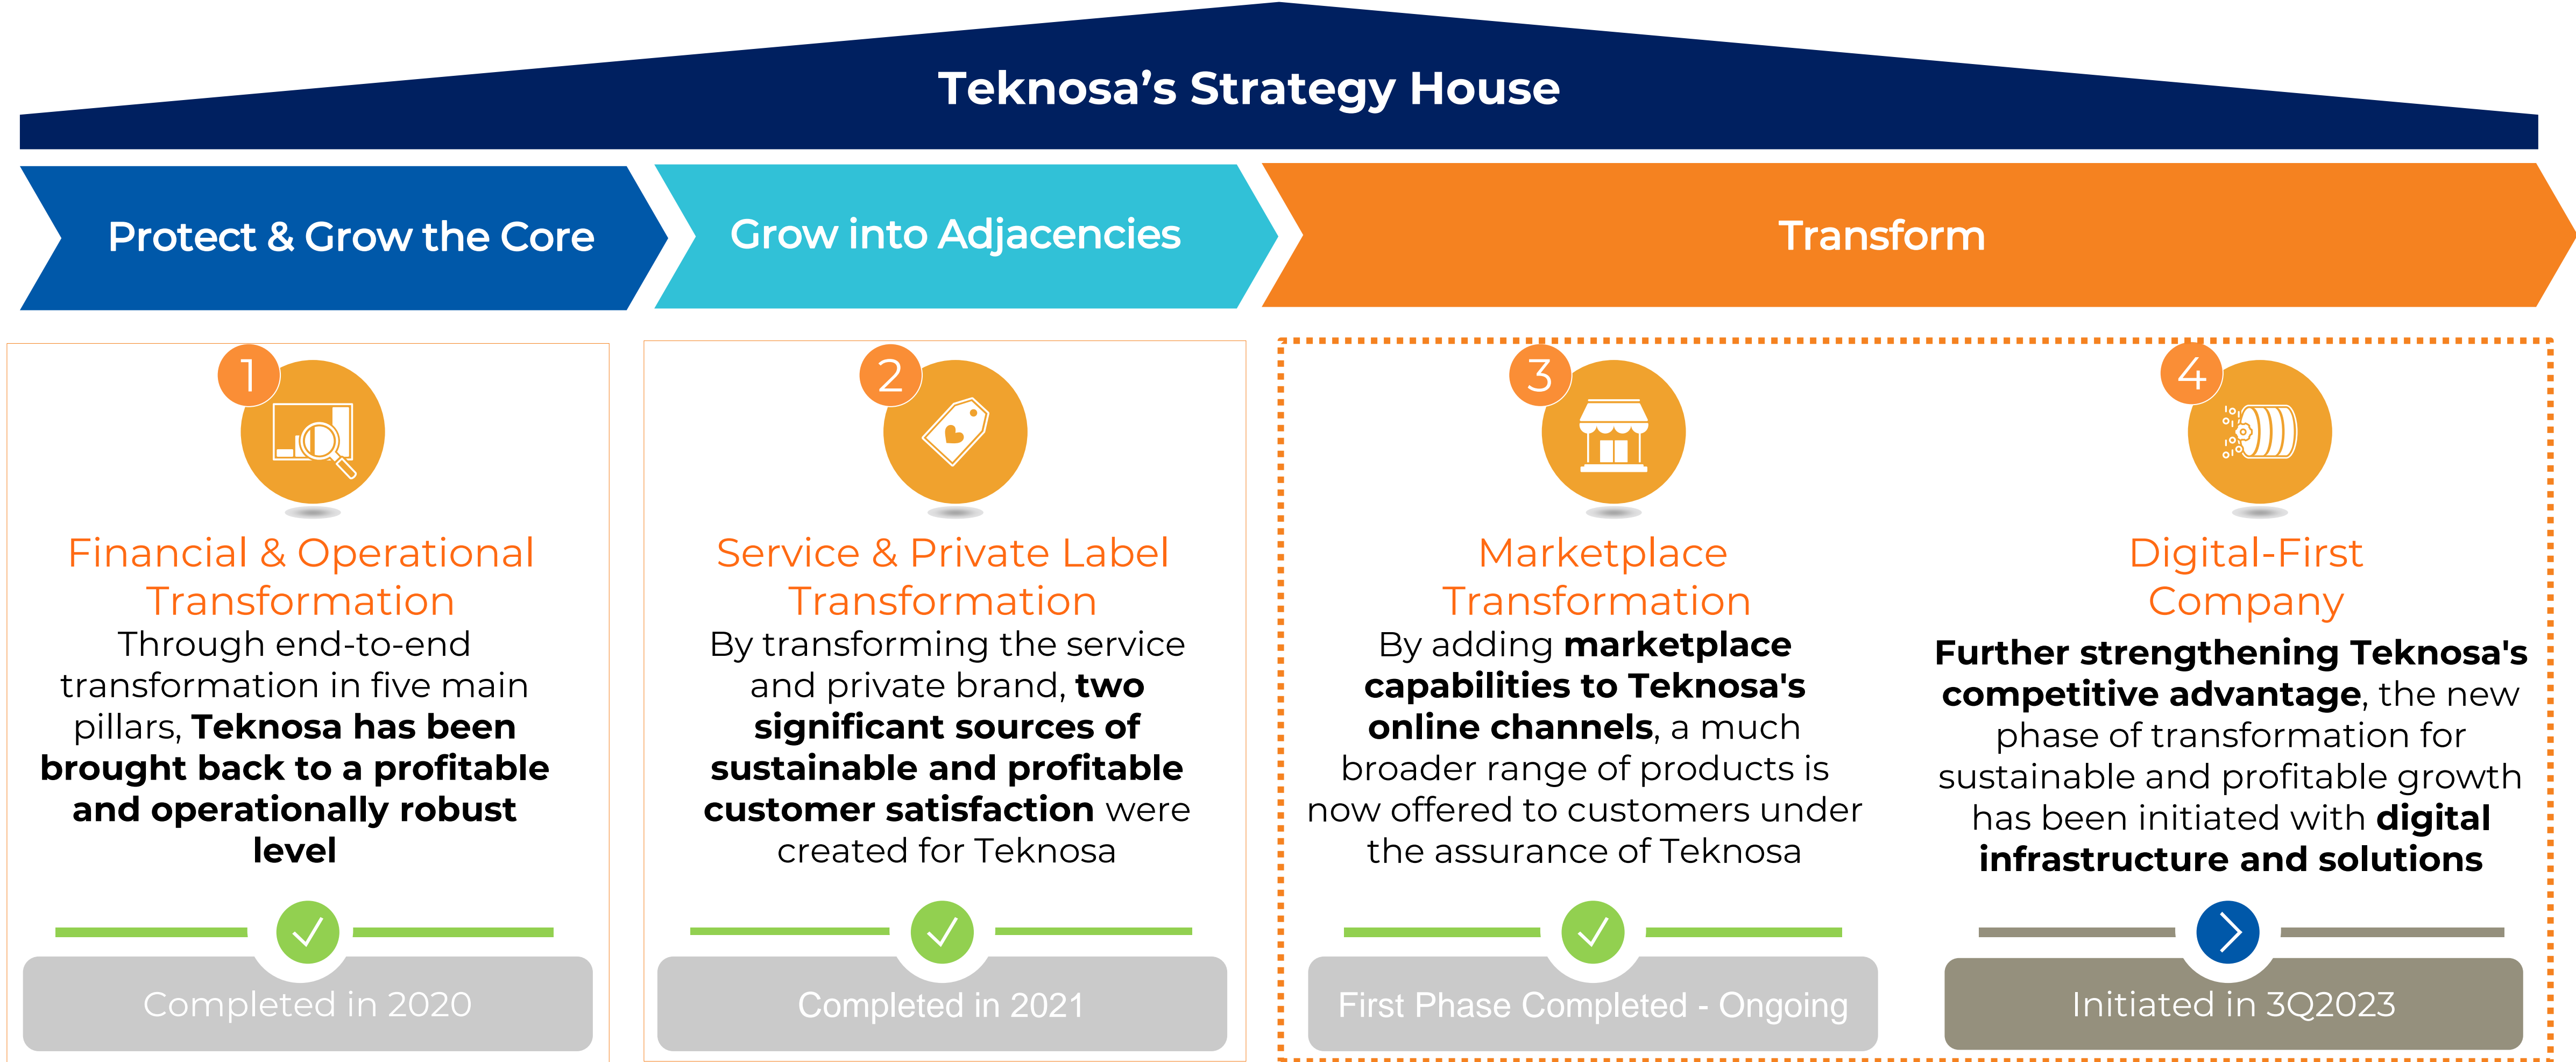 Teknosa’s Strategy House
Protect & Grow the Core
Grow into Adjacencies
Transform
1
Financial & Operational
Transformation
Through end-to-end
transformation in five main
pillars, Teknosa has been
brought back to a profitable
and operationally robust
level
Completed in 2020
2
Service & Private Label
Transformation
By transforming the service
and private brand, two
significant sources of
sustainable and profitable
customer satisfaction were
created for Teknosa
Completed in 2021
3
Marketplace
Transformation
By adding marketplace
capabilities to Teknosa's
online channels, a much
broader range of products is
now offered to customers under
the assurance of Teknosa
First Phase Completed - Ongoing
4
Digital-First
Company
Further strengthening Teknosa's
competitive advantage, the new
phase of transformation for
sustainable and profitable growth
has been initiated with digital
infrastructure and solutions
Initiated in 3Q2023